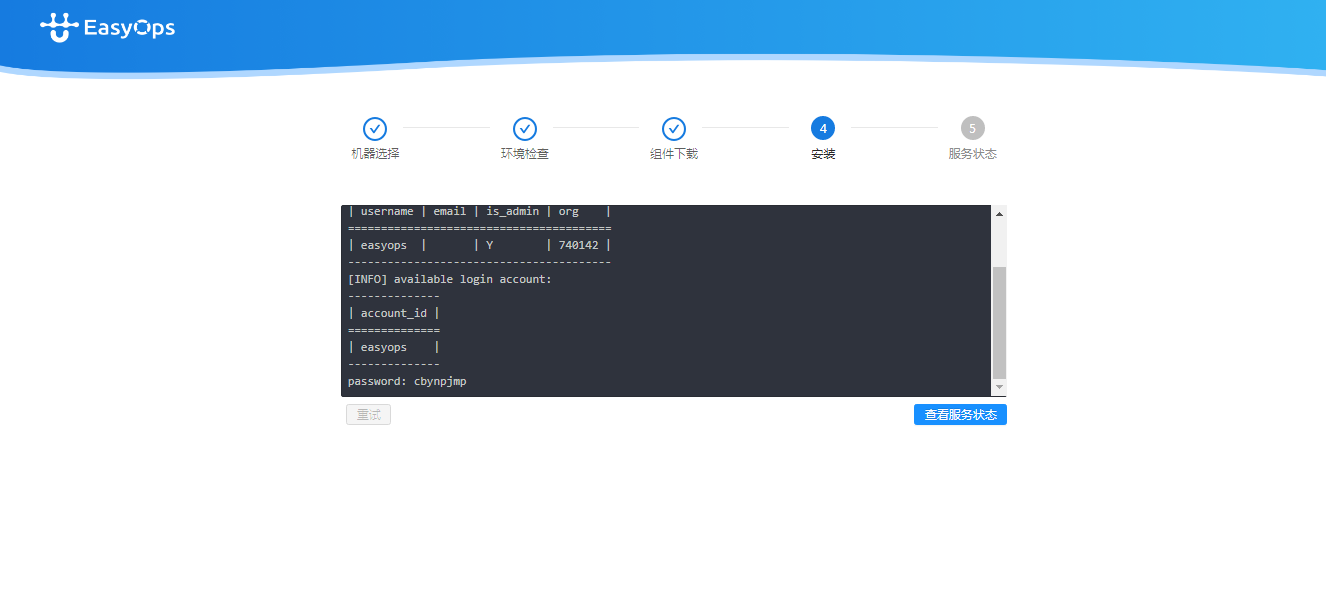 EasyOps
4
5
机器选择
环境检查
组件下载
安装
服务状态
| username | email | is_admin | org    |
========================================
| easyops  |       | Y        | 740142 |
----------------------------------------
[INFO] available login account:
--------------
| account_id |
==============
| easyops    |
--------------
password: cbynpjmp
重试
查看服务状态